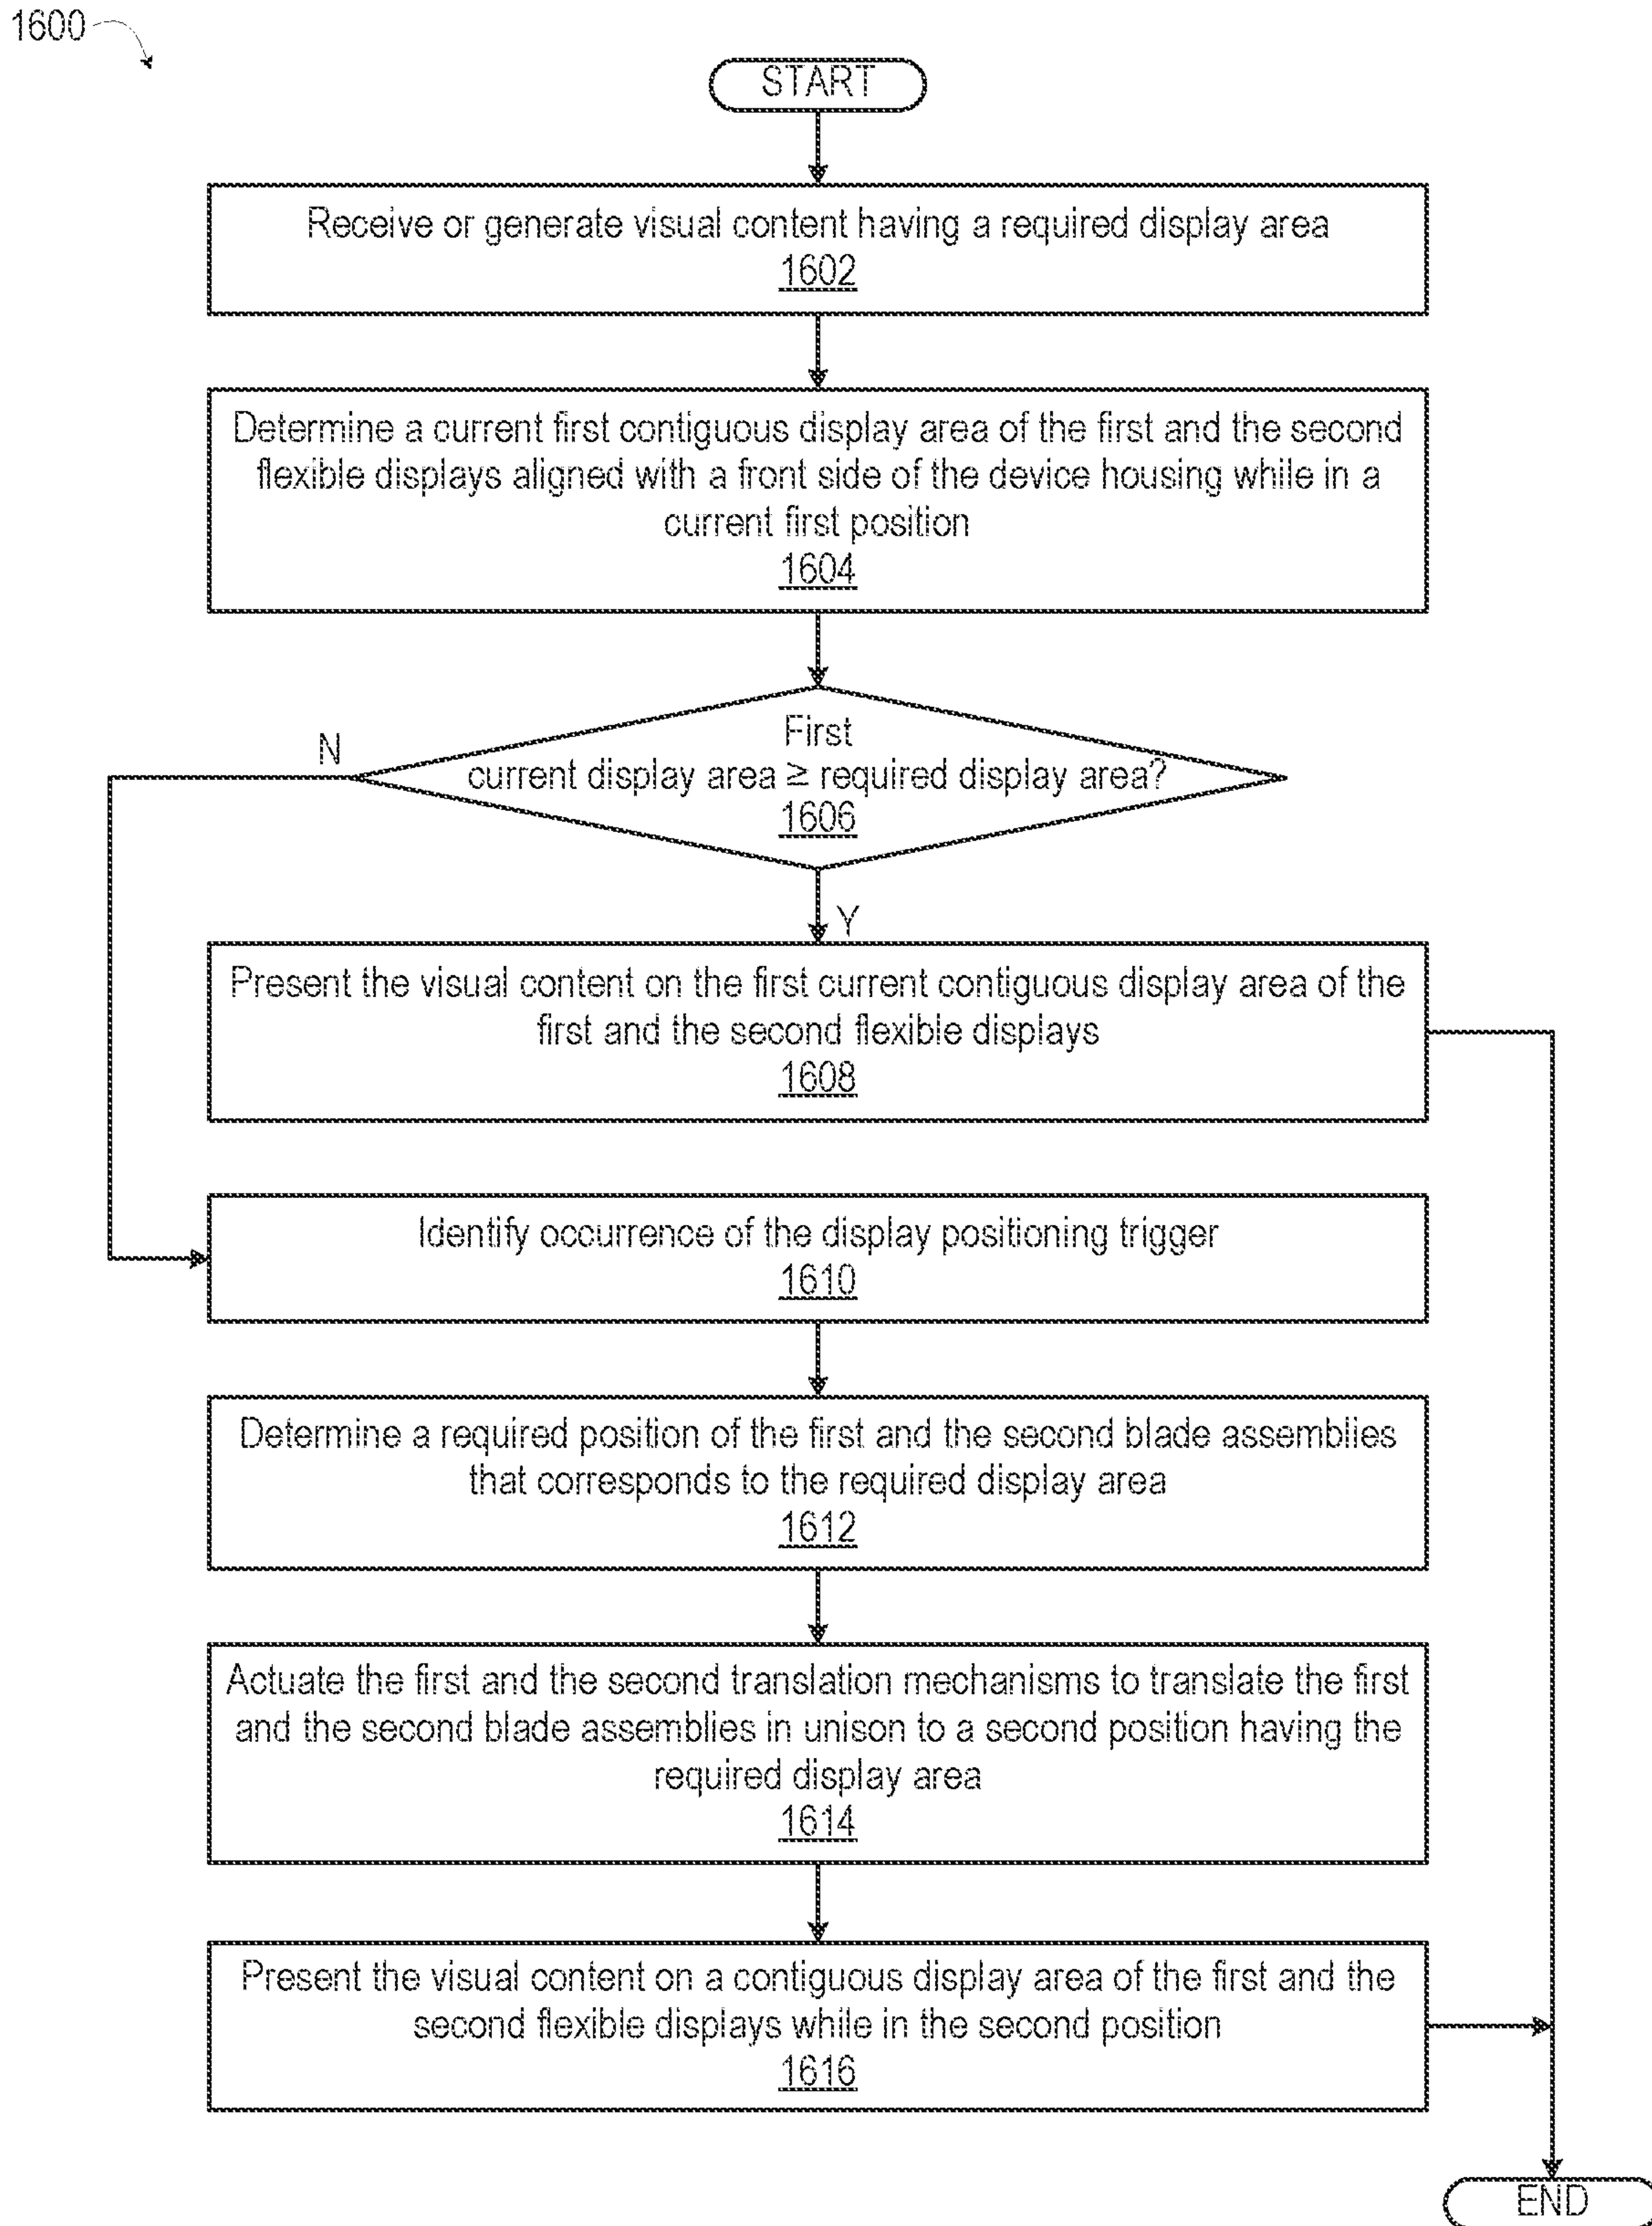 1600
START
Receive or generate visual content having a required display area
1602
Determine a current first contiguous display area of the first and the second
flexible displays aligned with a front side of the device housing while in a
current first position
1604
First
N
current display area ≥ required display area?
1606
Y
Present the visual content on the first current contiguous display area of the
first and the second flexible displays
1608
Identify occurrence of the display positioning trigger
1610
Determine a required position of the first and the second blade assemblies
that corresponds to the required display area
1612
Actuate the first and the second translation mechanisms to translate the first
and the second blade assemblies in unison to a second position having the
required display area
1614
Present the visual content on a contiguous display area of the first and the
second flexible displays while in the second position
1616
END